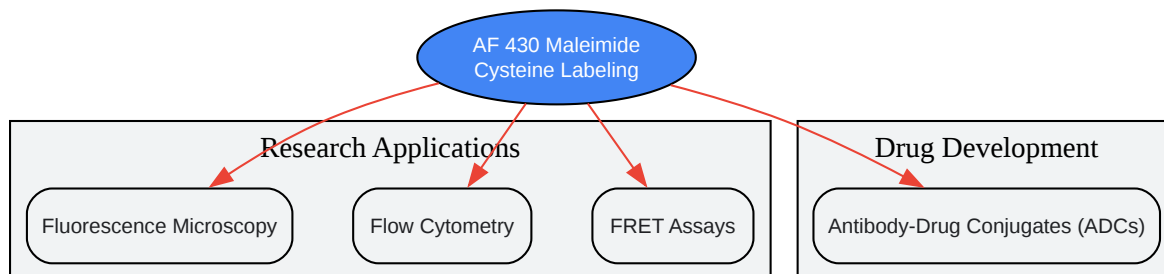 AF 430 Maleimide
Cysteine Labeling
Research Applications
Drug Development
Fluorescence Microscopy
Flow Cytometry
FRET Assays
Antibody-Drug Conjugates (ADCs)